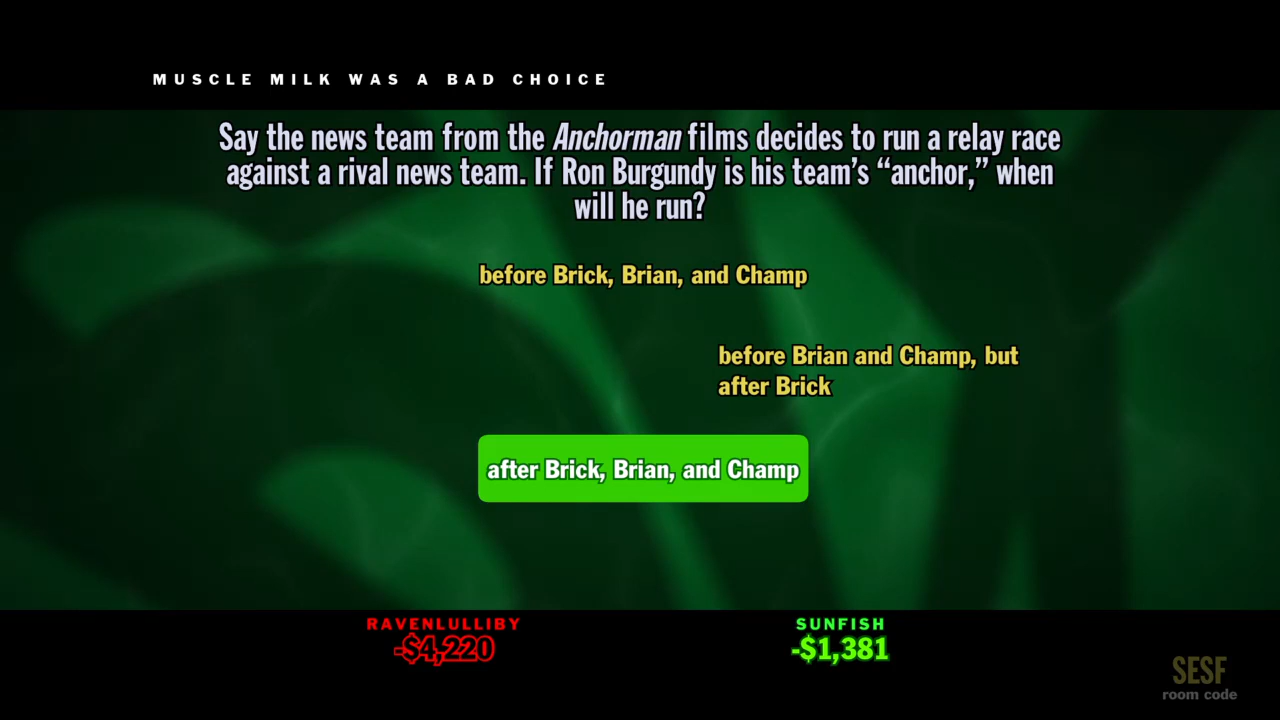 MUSCLE MILK WAS A BAD CHOICE
Say the news team from the Anchorman films decides to run a relay race
against a rival news team. If Ron Burgundy is his team's “anchor,” when
will he run?
before Brick, Brian, and Champ
before Brian and Champ, but
after Brick
after Brick, Brian, and Champ
RAVENLULLIBY
-$4,220
SUNFISH
-$1,381
SESF
room code